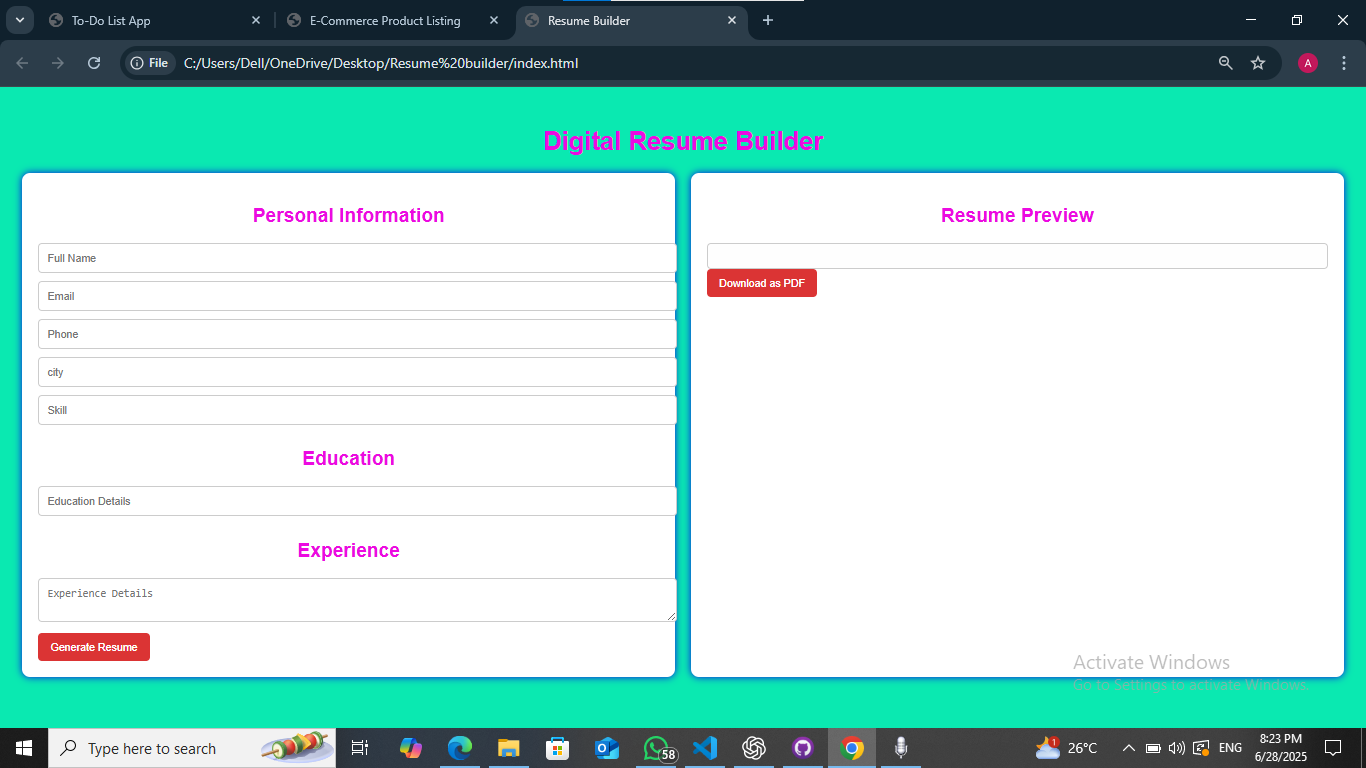 To-Do List App
E-Commerce Product Listing
Resume Builder
File
C:/Users/Dell/OneDrive/Desktop/Resume%20builder/index.html
A
Digital Resume Builder
Personal Information
Full Name
Email
Phone
city
Skill
Education
Education Details
Experience
Experience Details
Generate Resume
Resume Preview
Download as PDF
Activate Windows
Go to Settings to activate Windows.
Type here to search
58
1
26°C
ENG
8:23 PM
6/28/2025